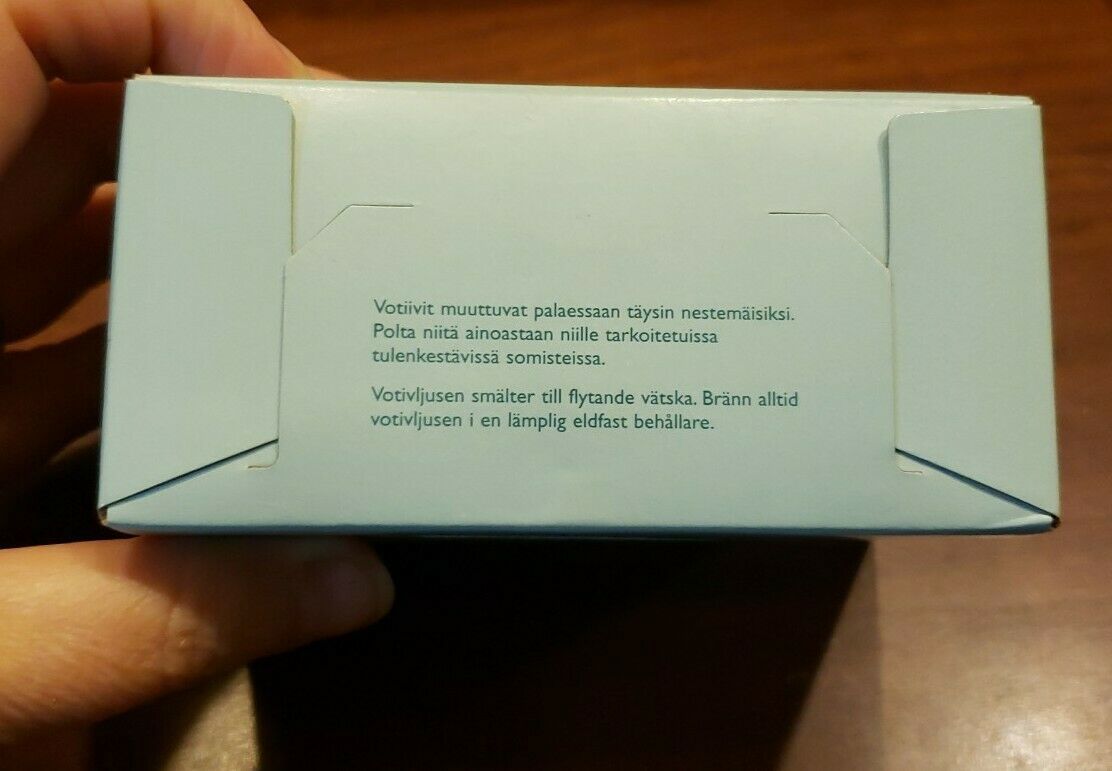 Votiivit muuttuvat palaessaan täysin nestemäisiksi.
Polta niitä ainoastaan niille tarkoitetuissa
tulenkestävissä somisteissa.
Votivljusen smälter till flytande vätska. Bränn alltid
votivljusen i en lämplig eldfast behållare.